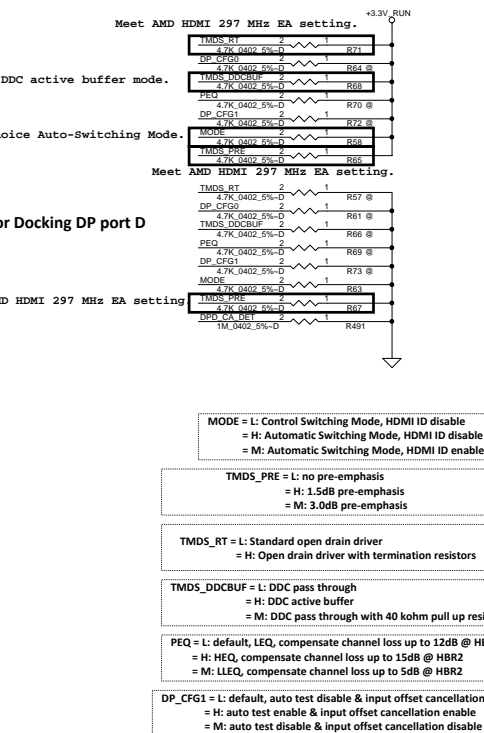 +3.3V_RUN
Meet AMD HDMI 297 MHz EA setting.
TMDS_RT 2 1
4.7K_0402_5%~D R71
DP_CFG0 2 1
4.7K_0402_5%~D R64 @
DDC active buffer mode. TMDS_DDCBUF 2 1
4.7K_0402_5%~D R68
PEQ 2 1
4.7K_0402_5%~D R70 @
DP_CFG1 2 1
4.7K_0402_5%~D R72 @
oice Auto-Switching Mode. MODE 2 1
4.7K_0402_5%~D R58
TMDS_PRE 2 1
4.7K_0402_5%~D R65
Meet AMD HDMI 297 MHz EA setting.
TMDS_RT 2 1
4.7K_0402_5%~D R57 @
DP_CFG0 2 1
4.7K_0402_5%~D R61 @
or Docking DP port D TMDS_DDCBUF 2 1
4.7K_0402_5%~D R66 @
PEQ 2 1
4.7K_0402_5%~D R69 @
DP_CFG1 2 1
4.7K_0402_5%~D R73 @
MODE 2 1
4.7K_0402_5%~D R63
MD HDMI 297 MHz EA setting TMDS_PRE 2 1
4.7K_0402_5%~D R67
DPD_CA_DET 2 1
1M_0402_5%~D R491
MODE = L: Control Switching Mode, HDMI ID disable
= H: Automatic Switching Mode, HDMI ID disable
= M: Automatic Switching Mode, HDMI ID enable
TMDS_PRE = L: no pre-emphasis
= H: 1.5dB pre-emphasis
= M: 3.0dB pre-emphasis
TMDS_RT = L: Standard open drain driver
= H: Open drain driver with termination resistors
TMDS_DDCBUF = L: DDC pass through
= H: DDC active buffer
= M: DDC pass through with 40 kohm pull up resi
PEQ = L: default, LEQ, compensate channel loss up to 12dB @ HB
= H: HEQ, compensate channel loss up to 15dB @ HBR2
= M: LLEQ, compensate channel loss up to 5dB @ HBR2
DP_CFG1 = L: default, auto test disable & input offset cancellation
= H: auto test enable & input offset cancellation enable
= M: auto test disable & input offset cancellation disable